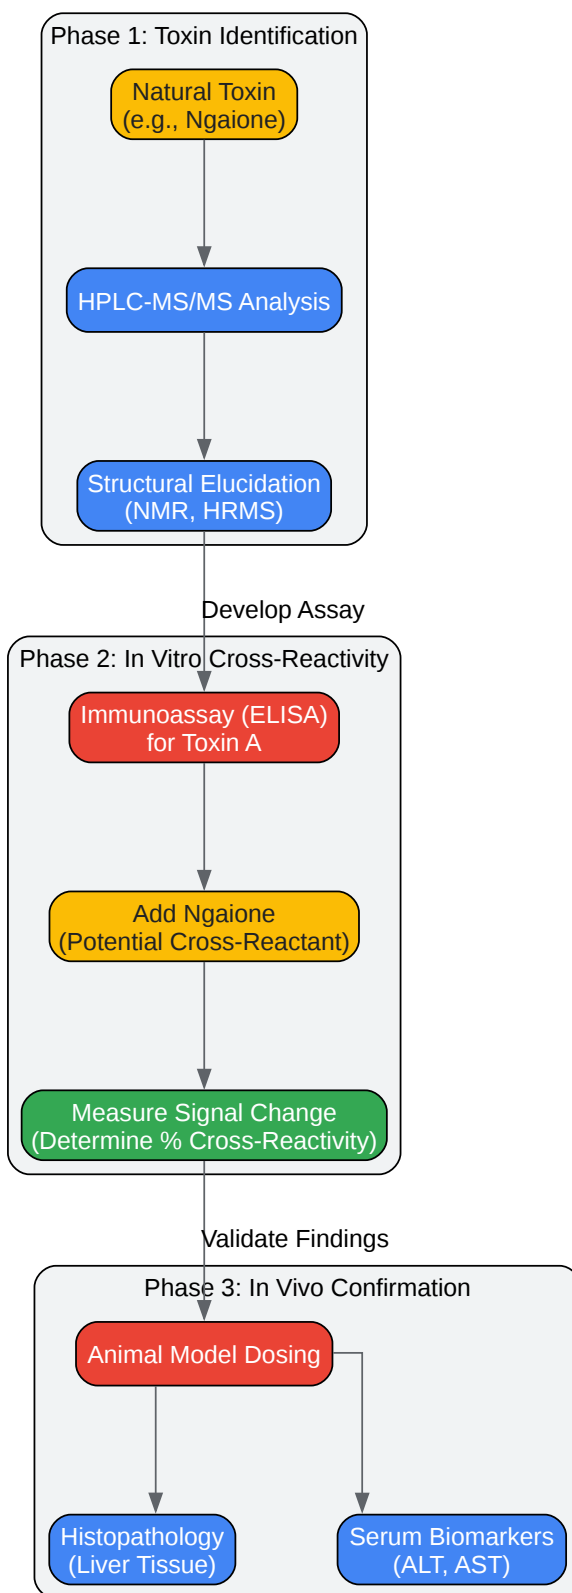 Phase 1: Toxin Identification
Natural Toxin
(e.g., Ngaione)
HPLC-MS/MS Analysis
Structural Elucidation
(NMR, HRMS)
Develop Assay
Phase 2: In Vitro Cross-Reactivity
Immunoassay (ELISA)
for Toxin A
Add Ngaione
(Potential Cross-Reactant)
Measure Signal Change
(Determine % Cross-Reactivity)
Validate Findings
Phase 3: In Vivo Confirmation
Animal Model Dosing
Histopathology
(Liver Tissue)
Serum Biomarkers
(ALT, AST)